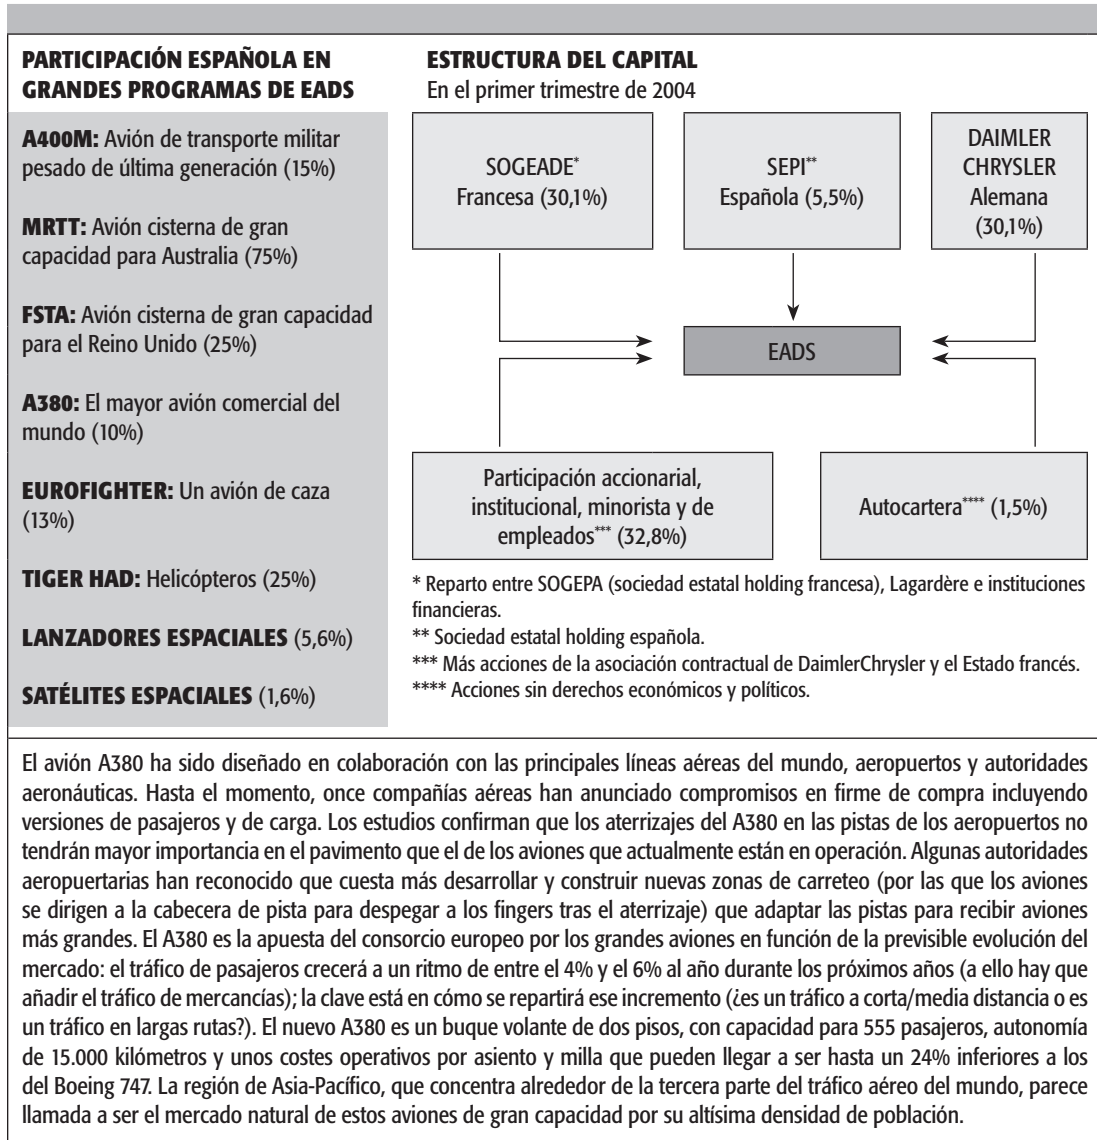 PARTICIPACIÓN ESPAÑOLA EN
GRANDES PROGRAMAS DE EADS
A400M: Avión de transporte militar
pesado de última generación (15%)
MRTT: Avión cisterna de gran
capacidad para Australia (75%)
FSTA: Avión cisterna de gran capacidad
para el Reino Unido (25%)
A380: El mayor avión comercial del
mundo (10%)
EUROFIGHTER: Un avión de caza
(13%)
TIGER HAD: Helicópteros (25%)
LANZADORES ESPACIALES (5,6%)
SATÉLITES ESPACIALES (1,6%)
ESTRUCTURA DEL CAPITAL
En el primer trimestre de 2004
SOGEADE*
Francesa (30,1%)
SEPI**
Española (5,5%)
DAIMLER
CHRYSLER
Alemana
(30,1%)
EADS
Participación accionarial,
institucional, minorista y de
empleados*** (32,8%)
Autocartera**** (1,5%)
* Reparto entre SOGEPA (sociedad estatal holding francesa), Lagardère e instituciones
financieras.
** Sociedad estatal holding española.
*** Más acciones de la asociación contractual de DaimlerChrysler y el Estado francés.
**** Acciones sin derechos económicos y políticos.
El avión A380 ha sido diseñado en colaboración con las principales líneas aéreas del mundo, aeropuertos y autoridades
aeronáuticas. Hasta el momento, once compañías aéreas han anunciado compromisos en firme de compra incluyendo
versiones de pasajeros y de carga. Los estudios confirman que los aterrizajes del A380 en las pistas de los aeropuertos no
tendrán mayor importancia en el pavimento que el de los aviones que actualmente están en operación. Algunas autoridades
aeropuertarias han reconocido que cuesta más desarrollar y construir nuevas zonas de carreteo (por las que los aviones
se dirigen a la cabecera de pista para despegar a los fingers tras el aterrizaje) que adaptar las pistas para recibir aviones
más grandes. El A380 es la apuesta del consorcio europeo por los grandes aviones en función de la previsible evolución del
mercado: el tráfico de pasajeros crecerá a un ritmo de entre el 4% y el 6% al año durante los próximos años (a ello hay que
añadir el tráfico de mercancías); la clave está en cómo se repartirá ese incremento (¿es un tráfico a corta/media distancia o es
un tráfico en largas rutas?). El nuevo A380 es un buque volante de dos pisos, con capacidad para 555 pasajeros, autonomía
de 15.000 kilómetros y unos costes operativos por asiento y milla que pueden llegar a ser hasta un 24% inferiores a los
del Boeing 747. La región de Asia-Pacífico, que concentra alrededor de la tercera parte del tráfico aéreo del mundo, parece
llamada a ser el mercado natural de estos aviones de gran capacidad por su altísima densidad de población.